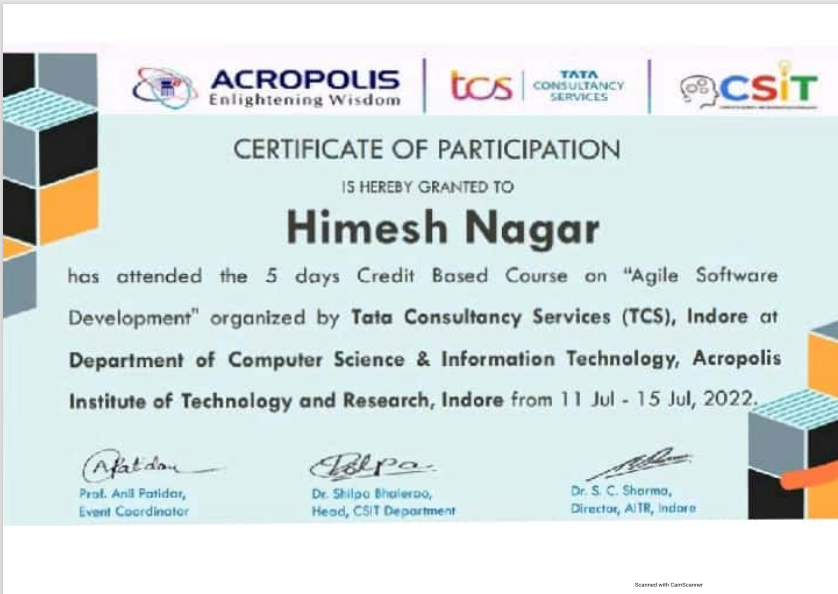 ACROPOLIS
Enlightening Wisdom
tcs
TATA
CONSULTANCY
SERVICES
CSiT
CERTIFICATE OF PARTICIPATION
IS HEREBY GRANTED TO
Himesh Nagar
has attended the 5 days Credit Based Course on “Agile Software
Development” organized by Tata Consultancy Services (TCS), Indore at
Department of Computer Science & Information Technology, Acropolis
Institute of Technology and Research, Indore from 11 Jul - 15 Jul, 2022.
APatidar
Prof. Anil Patidar,
Event Coordinator
Dr. Shilpa Bhalerao,
Head, CSIT Department
Dr. S. C. Sharma,
Director, AITR, Indore
Scanned with CamScanner